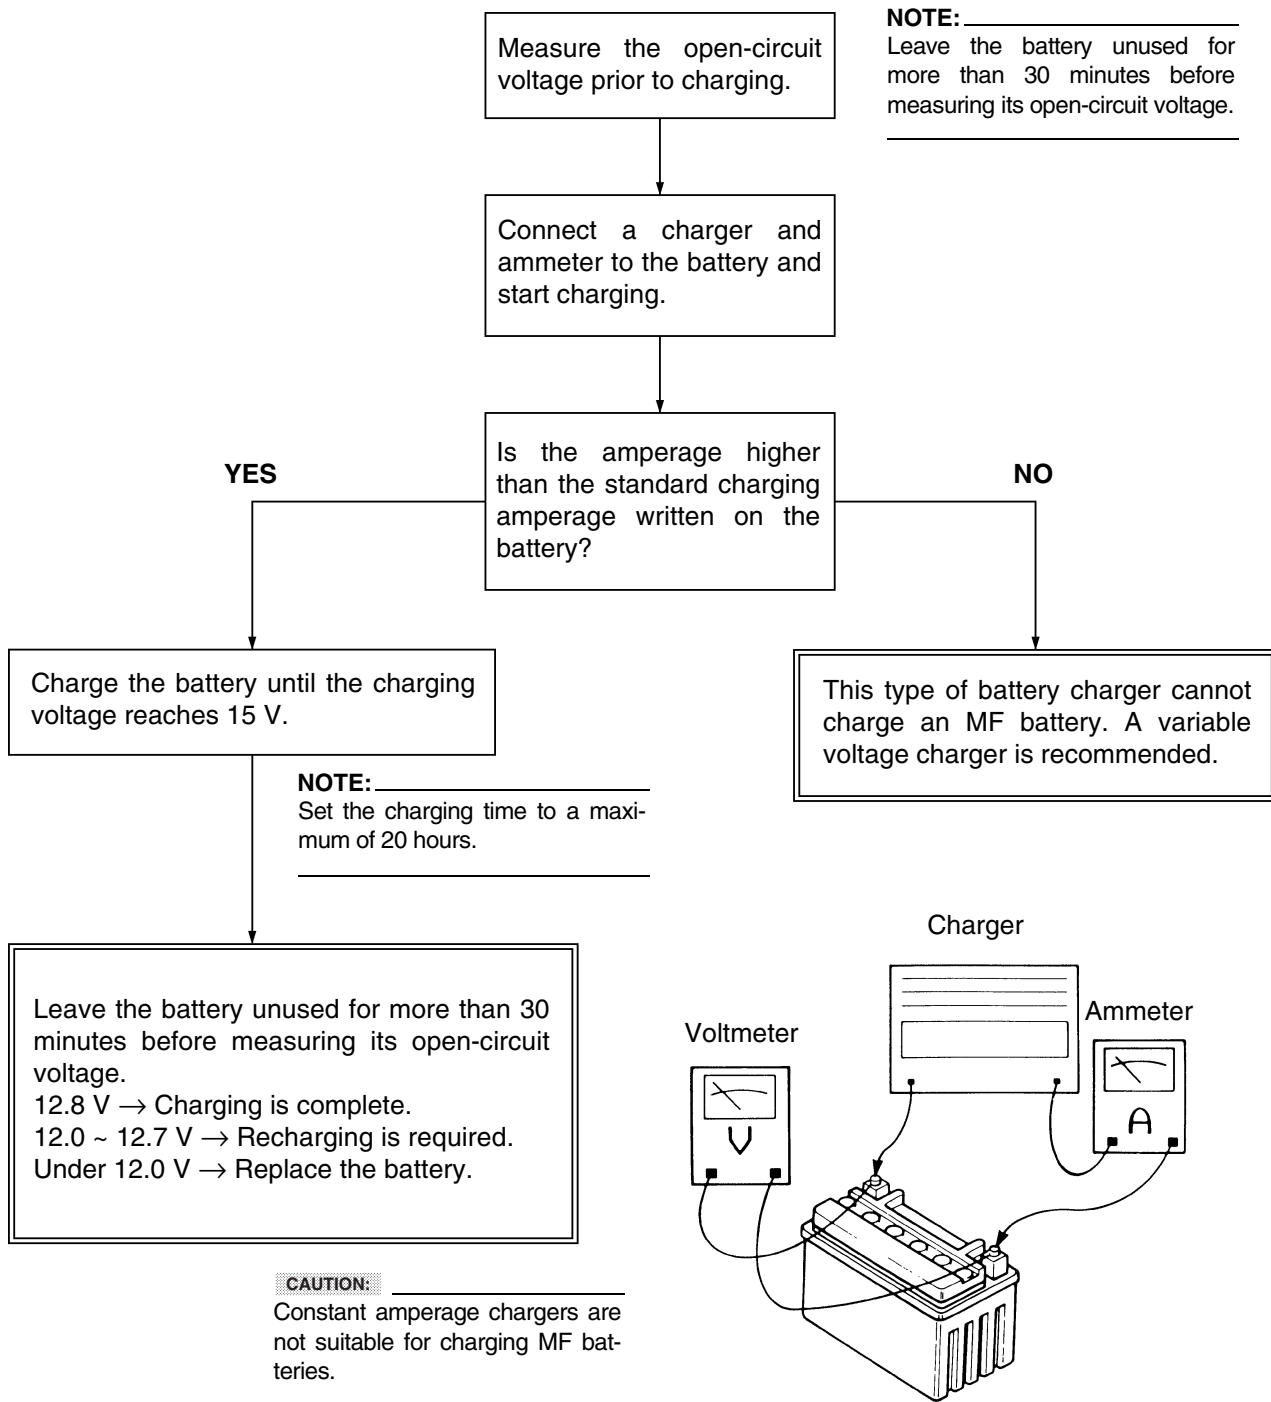 Measure the open-circuit
voltage prior to charging.
NOTE:
Leave the battery unused for
more than 30 minutes before
measuring its open-circuit voltage.
Connect a charger and
ammeter to the battery and
start charging.
Is the amperage higher
than the standard charging
amperage written on the
battery?
YES
NO
Charge the battery until the charging
voltage reaches 15 V.
This type of battery charger cannot
charge an MF battery. A variable
voltage charger is recommended.
NOTE:
Set the charging time to a maxi-
mum of 20 hours.
Leave the battery unused for more than 30
minutes before measuring its open-circuit
voltage.
12.8 V → Charging is complete.
12.0 ~ 12.7 V → Recharging is required.
Under 12.0 V → Replace the battery.
Charger
Voltmeter
Ammeter
V
A
CAUTION:
Constant amperage chargers are
not suitable for charging MF bat-
teries.